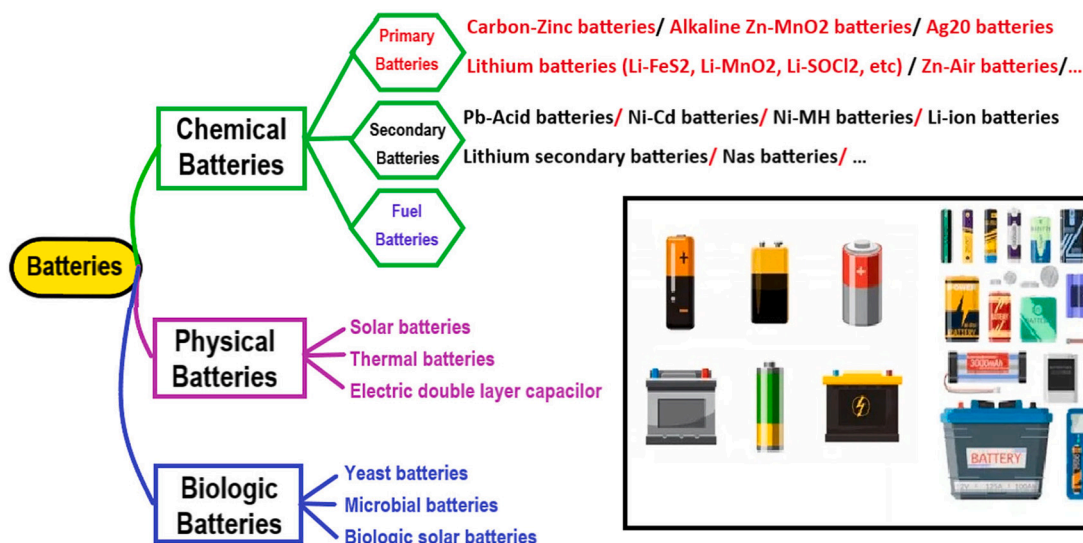 Primary
Batteries
Carbon-Zinc batteries/ Alkaline Zn-MnO2 batteries/ Ag20 batteries
Lithium batteries (Li-FeS2, Li-MnO2, Li-SOCl2, etc) / Zn-Air batteries/...
Chemical
Batteries
Secondary
Batteries
Pb-Acid batteries/ Ni-Cd batteries/ Ni-MH batteries/ Li-ion batteries
Lithium secondary batteries/ Nas batteries/ ...
Fuel
Batteries
Batteries
Physical
Batteries
Solar batteries
Thermal batteries
Electric double layer capacilor
Biologic
Batteries
Yeast batteries
Microbial batteries
Biologic solar batteries
+
+
BATTERY
3000mAh
BATTERY